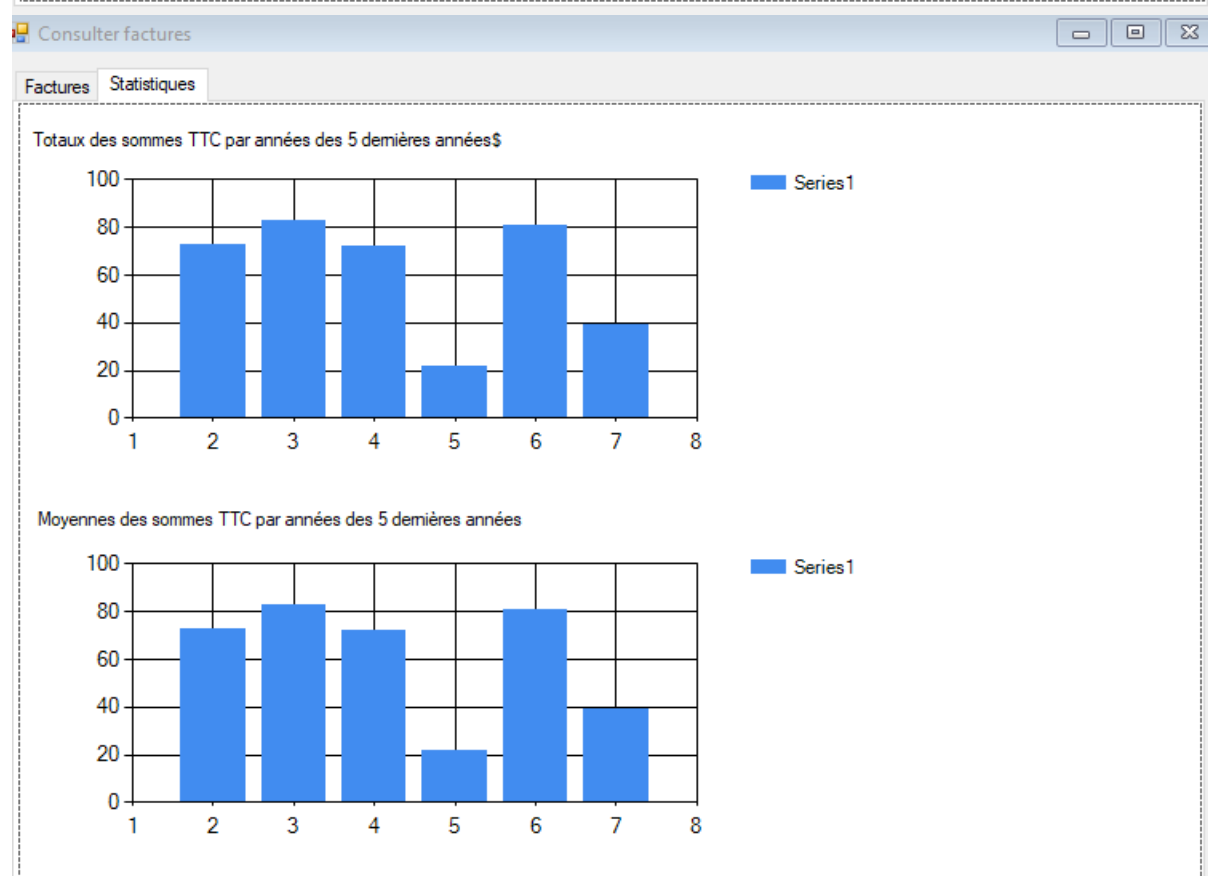 Consulter factures
Factures Statistiques
Totaux des sommes TTC par années des 5 dernières années$
100
80
60
40
20
0
1 2 3 4 5 6 7 8
Series1
Moyennes des sommes TTC par années des 5 dernières années
100
80
60
40
20
0
1 2 3 4 5 6 7 8
Series1